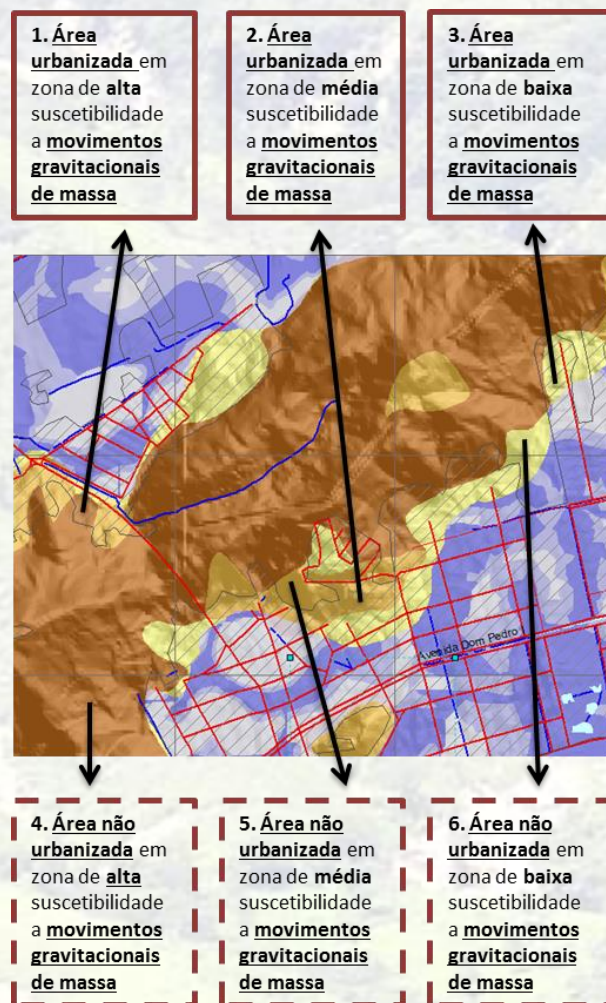 1. Área
urbanizada em
zona de alta
suscetibilidade
a movimentos
gravitacionais
de massa
2. Área
urbanizada em
zona de média
suscetibilidade
a movimentos
gravitacionais
de massa
3. Área
urbanizada em
zona de baixa
suscetibilidade
a movimentos
gravitacionais
de massa
Avenida Dom Pedro I
4. Área não
urbanizada em
zona de alta
suscetibilidade
a movimentos
gravitacionais
de massa
5. Área não
urbanizada em
zona de média
suscetibilidade
a movimentos
gravitacionais
de massa
6. Área não
urbanizada em
zona de baixa
suscetibilidade
a movimentos
gravitacionais
de massa